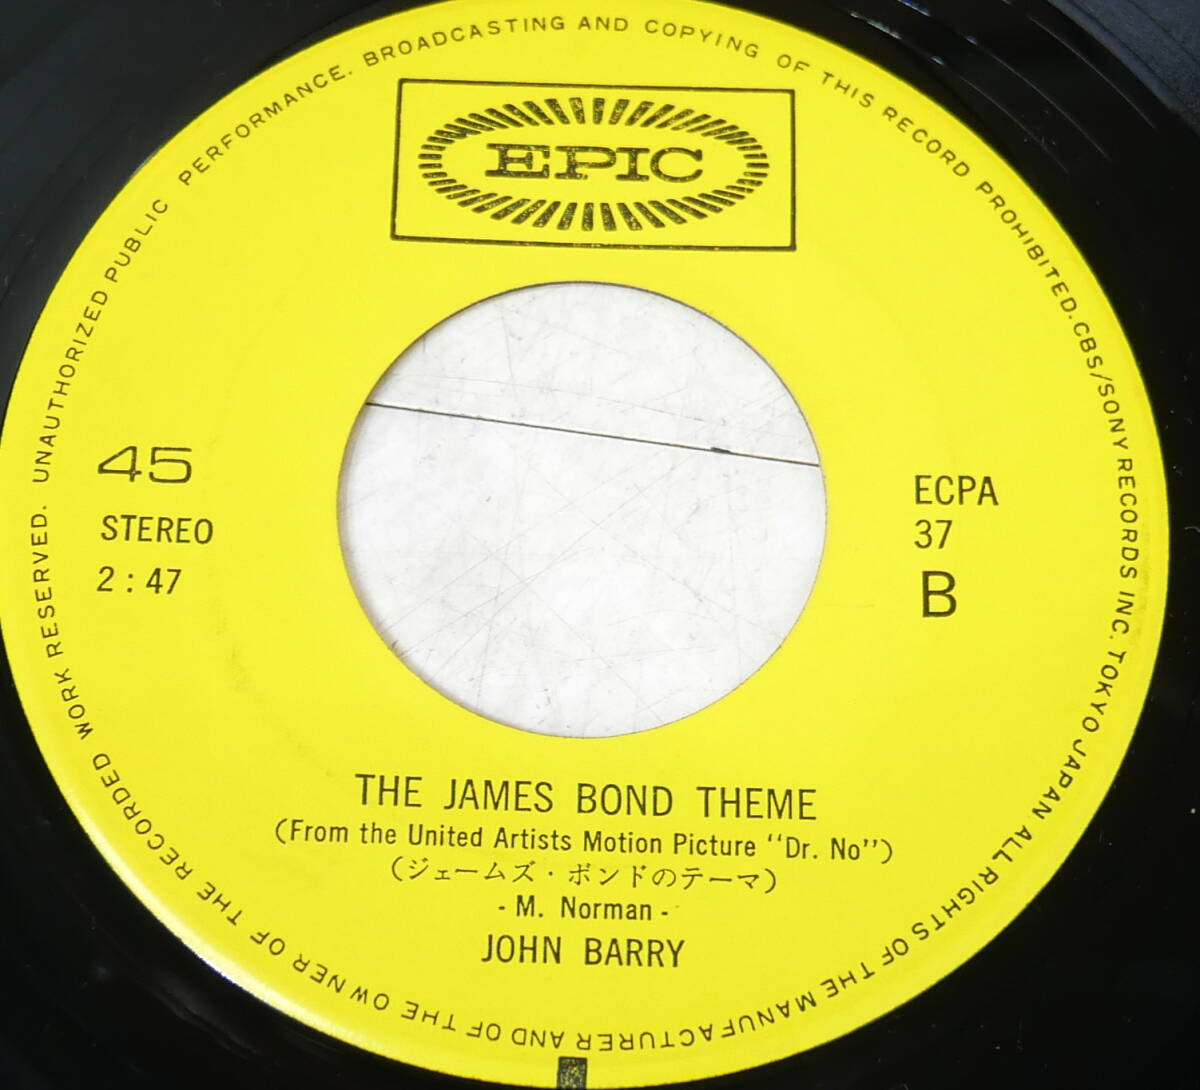 EPIC
45
STEREO
2:47
ECPA
37
B
THE JAMES BOND THEME
(From the United Artists Motion Picture "Dr. No")
(ジェームズ・ボンドのテーマ)
- M. Norman -
JOHN BARRY
ALL RIGHTS OF THE MANUFACTURER AND OF THE OWNER OF THE RECORDED WORK RESERVED. UNAUTHORIZED PUBLIC PERFORMANCE. BROADCASTING AND COPYING OF THIS RECORD PROHIBITED. CBS/SONY RECORDS INC. TOKYO JAPAN